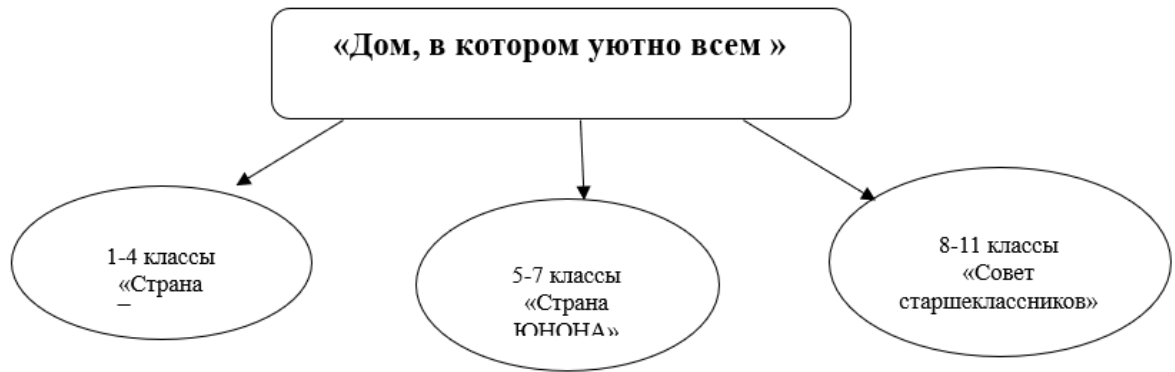 «Дом, в котором уютно всем »
1-4 классы
«Страна
5-7 классы
«Страна
ЮНОНА»
8-11 классы
«Совет
старшеклассников»